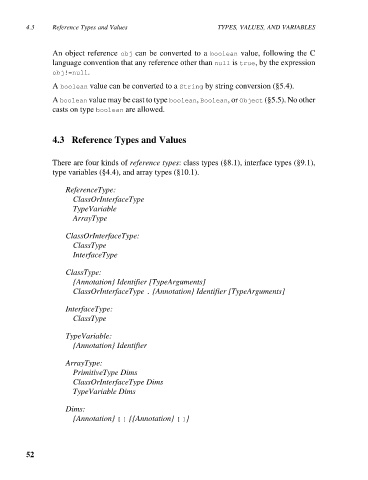 4.3 Reference Types and Values TYPES, VALUES, AND VARIABLES
An object reference obj can be converted to a boolean value, following the C
language convention that any reference other than null is true, by the expression
obj!=null.
A boolean value can be converted to a String by string conversion (§5.4).
A boolean value may be cast to type boolean, Boolean, or Object (§5.5). No other
casts on type boolean are allowed.
4.3 Reference Types and Values
There are four kinds of reference types: class types (§8.1), interface types (§9.1),
type variables (§4.4), and array types (§10.1).
ReferenceType:
ClassOrInterfaceType
TypeVariable
ArrayType
ClassOrInterfaceType:
ClassType
InterfaceType
ClassType:
{Annotation} Identifier [TypeArguments]
ClassOrInterfaceType . {Annotation} Identifier [TypeArguments]
InterfaceType:
ClassType
TypeVariable:
{Annotation} Identifier
ArrayType:
PrimitiveType Dims
ClassOrInterfaceType Dims
TypeVariable Dims
Dims:
{Annotation} [ ] {{Annotation} [ ]}
52